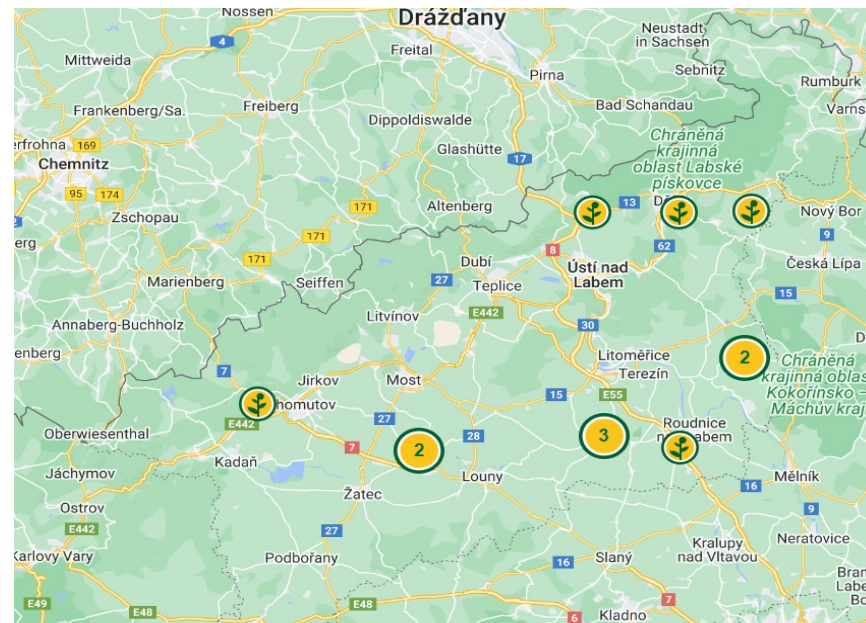 Nossen
Drážďany
Neustadt
in Sachsen
4
Mittweida
Freital
Sebnitz
Pirna
Rumburk
Frankenberg/Sa.
Freiberg
Bad Schandau
Varns
Dippoldiswalde
erfrohna
169
Glashütte
Chráněná
krajinná
oblast Labské
pískovce
Chemnitz
17
95
174
171
Zschopau
Altenberg
13
Nový Bor
171
9
erg
171
8
62
Dubí
Ústí nad
Labem
Česká Lípa
Marienberg
Seiffen
27
Teplice
15
E442
Litvínov
30
Annaberg-Buchholz
enberg
Litoměřice
2
Chráněná
krajinná oblas
Kokořínsko –
Máchův kraj
7
Jirkov
Most
Terezín
15
E55
homutov
E442
27
Roudnice
Oberwiesenthal
28
3
7
2
Kadaň
Jáchymov
Louny
Mělník
16
Žatec
Ostrov
9
E442
27
Kralupy
nad Vltavou
Neratovice
Karlovy Vary
Podbořany
Slaný
16
Bran
Labe
E49
E48
E48
7
6
Kladno